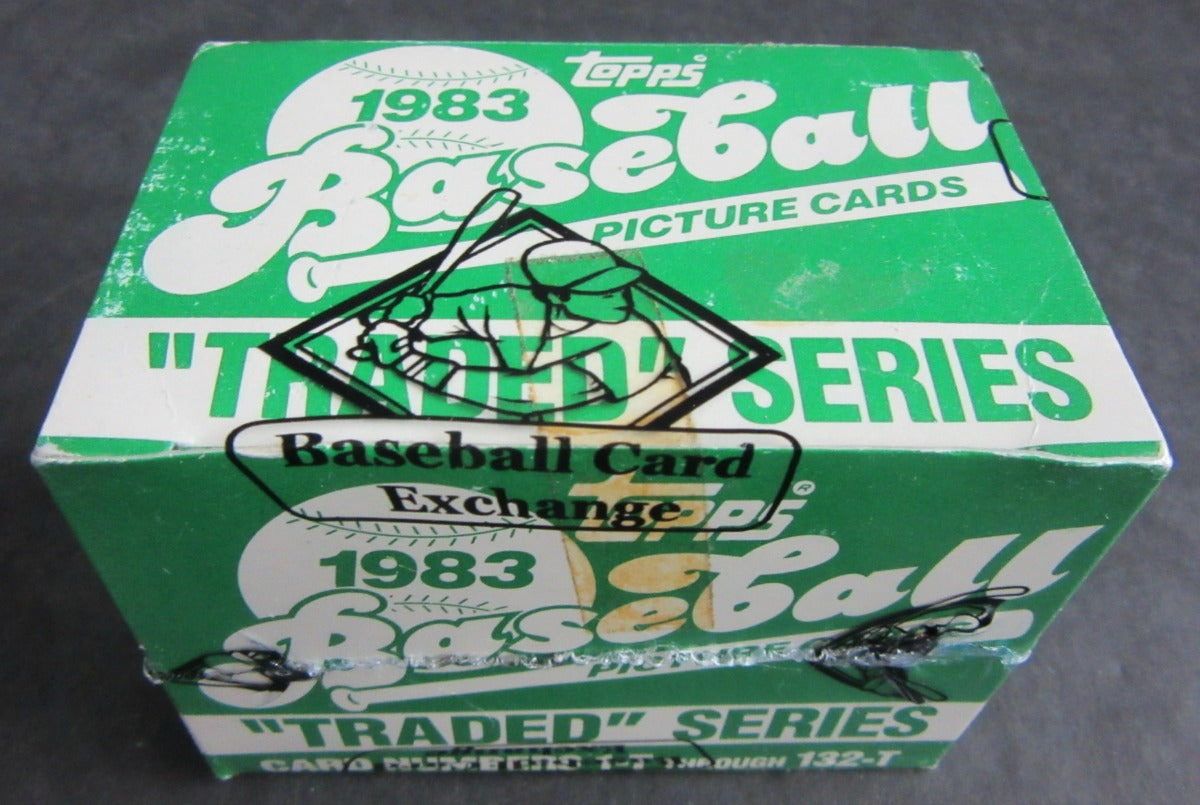 TOPPS
1983
Baseball
PICTURE CARDS
"TRADED" SERIES
Baseball Card
Exchange
TOPPS®
1983
Baseball
"TRADED" SERIES
CARD NUMBERS 1-T THROUGH 132-T